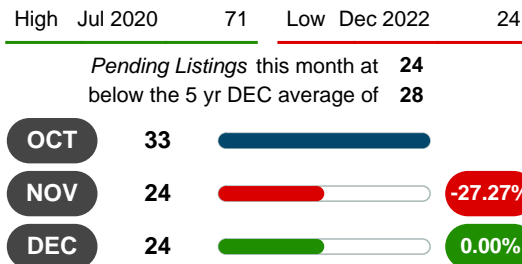 High Jul 2020 71 Low Dec 2022 24
Pending Listings this month at 24
below the 5 yr DEC average of 28
OCT 33
NOV 24 -27.27%
DEC 24 0.00%